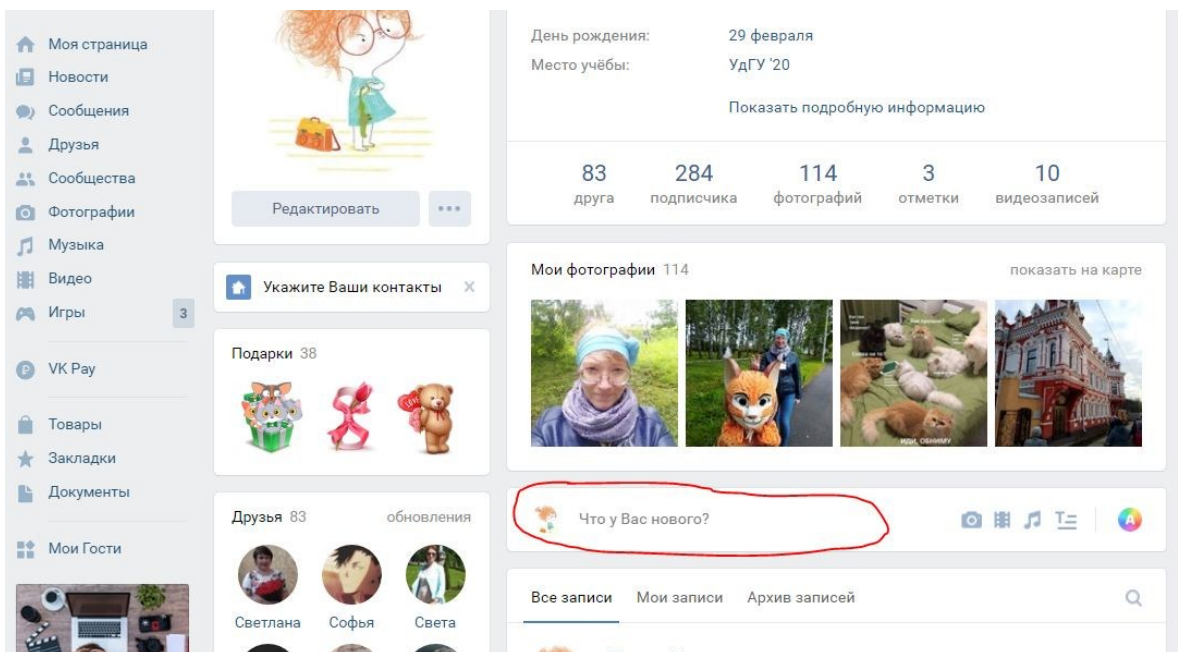 Моя страница
Новости
Сообщения
Друзья
Сообщества
Фотографии
Музыка
Видео
Игры 3
VK Pay
Товары
Закладки
Документы
Мои Гости
Редактировать
Укажите Ваши контакты
Подарки 38
Друзья 83 обновления
Светлана Софья Света
День рождения: 29 февраля
Место учёбы: УдГУ '20
Показать подробную информацию
83 284 114 3 10
друга подписчика фотографий отметки видеозаписей
Мои фотографии 114 показать на карте
ИДИ, ОБНИМУ
Что у Вас нового?
Все записи Мои записи Архив записей